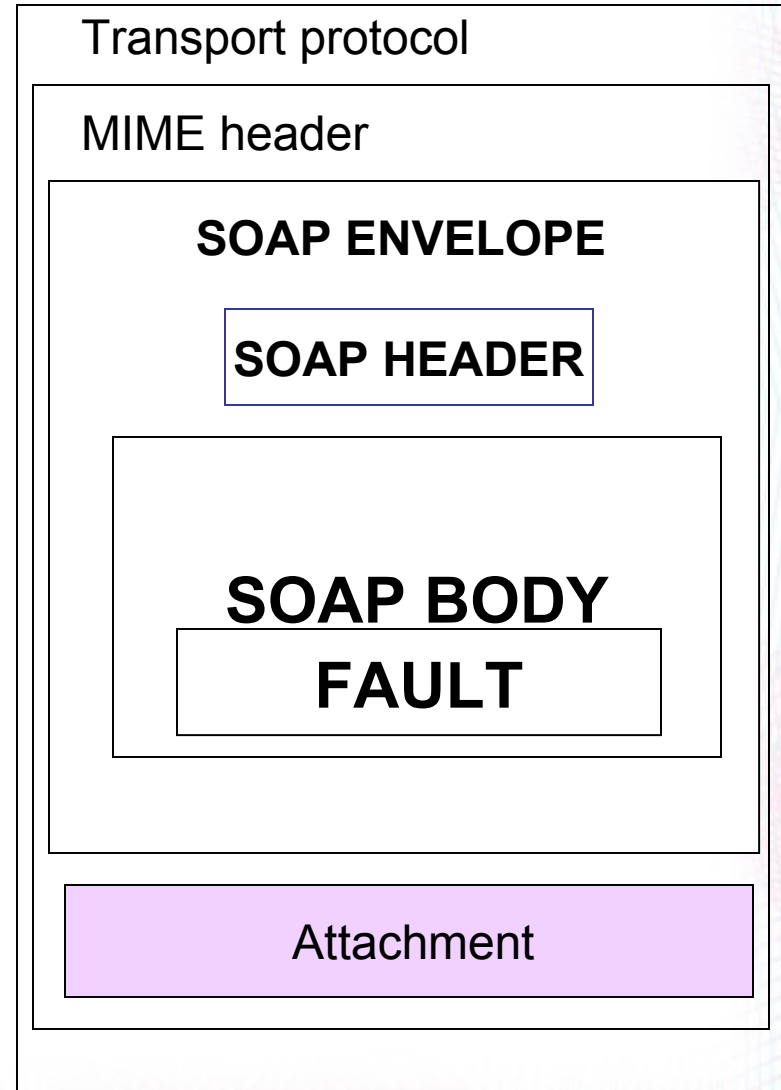 Transport protocol
MIME header
SOAP ENVELOPE
SOAP HEADER
SOAP BODY
FAULT
Attachment